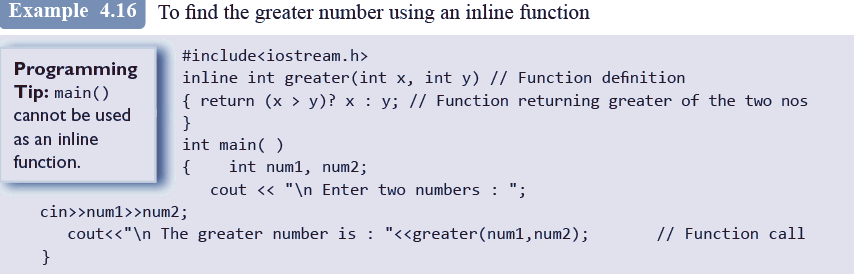 Example 4.16 To find the greater number using an inline function
Programming
Tip: main()
cannot be used
as an inline
function.
#include<iostream.h>
inline int greater(int x, int y) // Function definition
{ return (x > y)? x : y; // Function returning greater of the two nos
}
int main( )
{    int num1, num2;
cout << "\n Enter two numbers : ";
cin>>num1>>num2;
cout<<"\n The greater number is : "<<greater(num1,num2);        // Function call
}